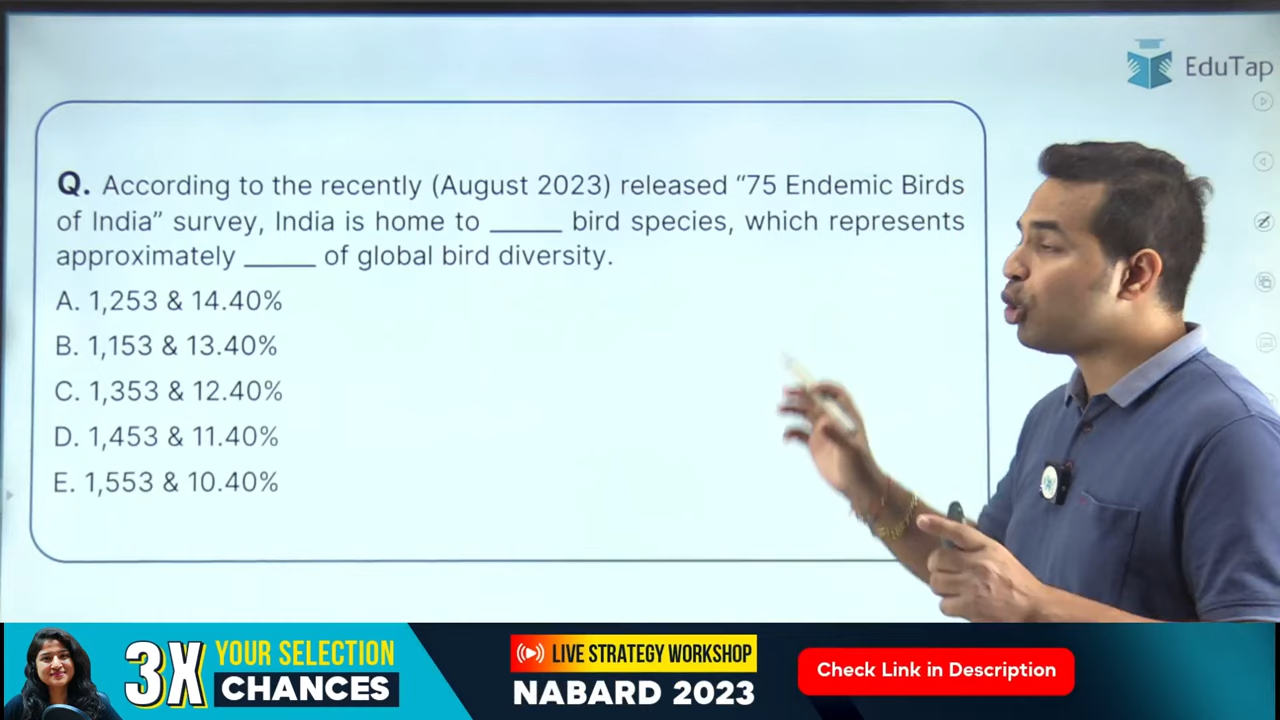 EduTap
Q. According to the recently (August 2023) released “75 Endemic Birds
of India” survey, India is home to _____ bird species, which represents
approximately _____ of global bird diversity.
A. 1,253 & 14.40%
B. 1,153 & 13.40%
C. 1,353 & 12.40%
D. 1,453 & 11.40%
E. 1,553 & 10.40%
3X YOUR SELECTION
CHANCES
LIVE STRATEGY WORKSHOP
NABARD 2023
Check Link in Description